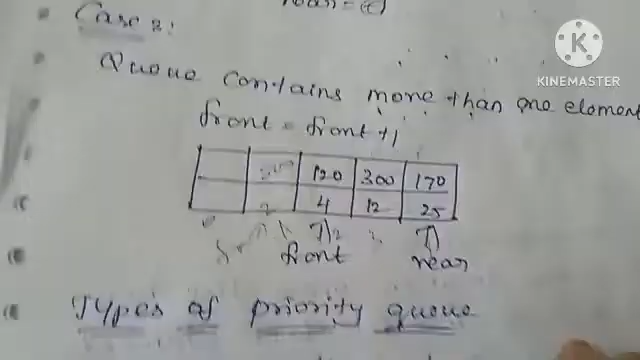 Case 2:
K
KINEMASTER
Queue contains more than one element
front = front +1
120 300 170
4 12 25
front rear
Types of priority queue